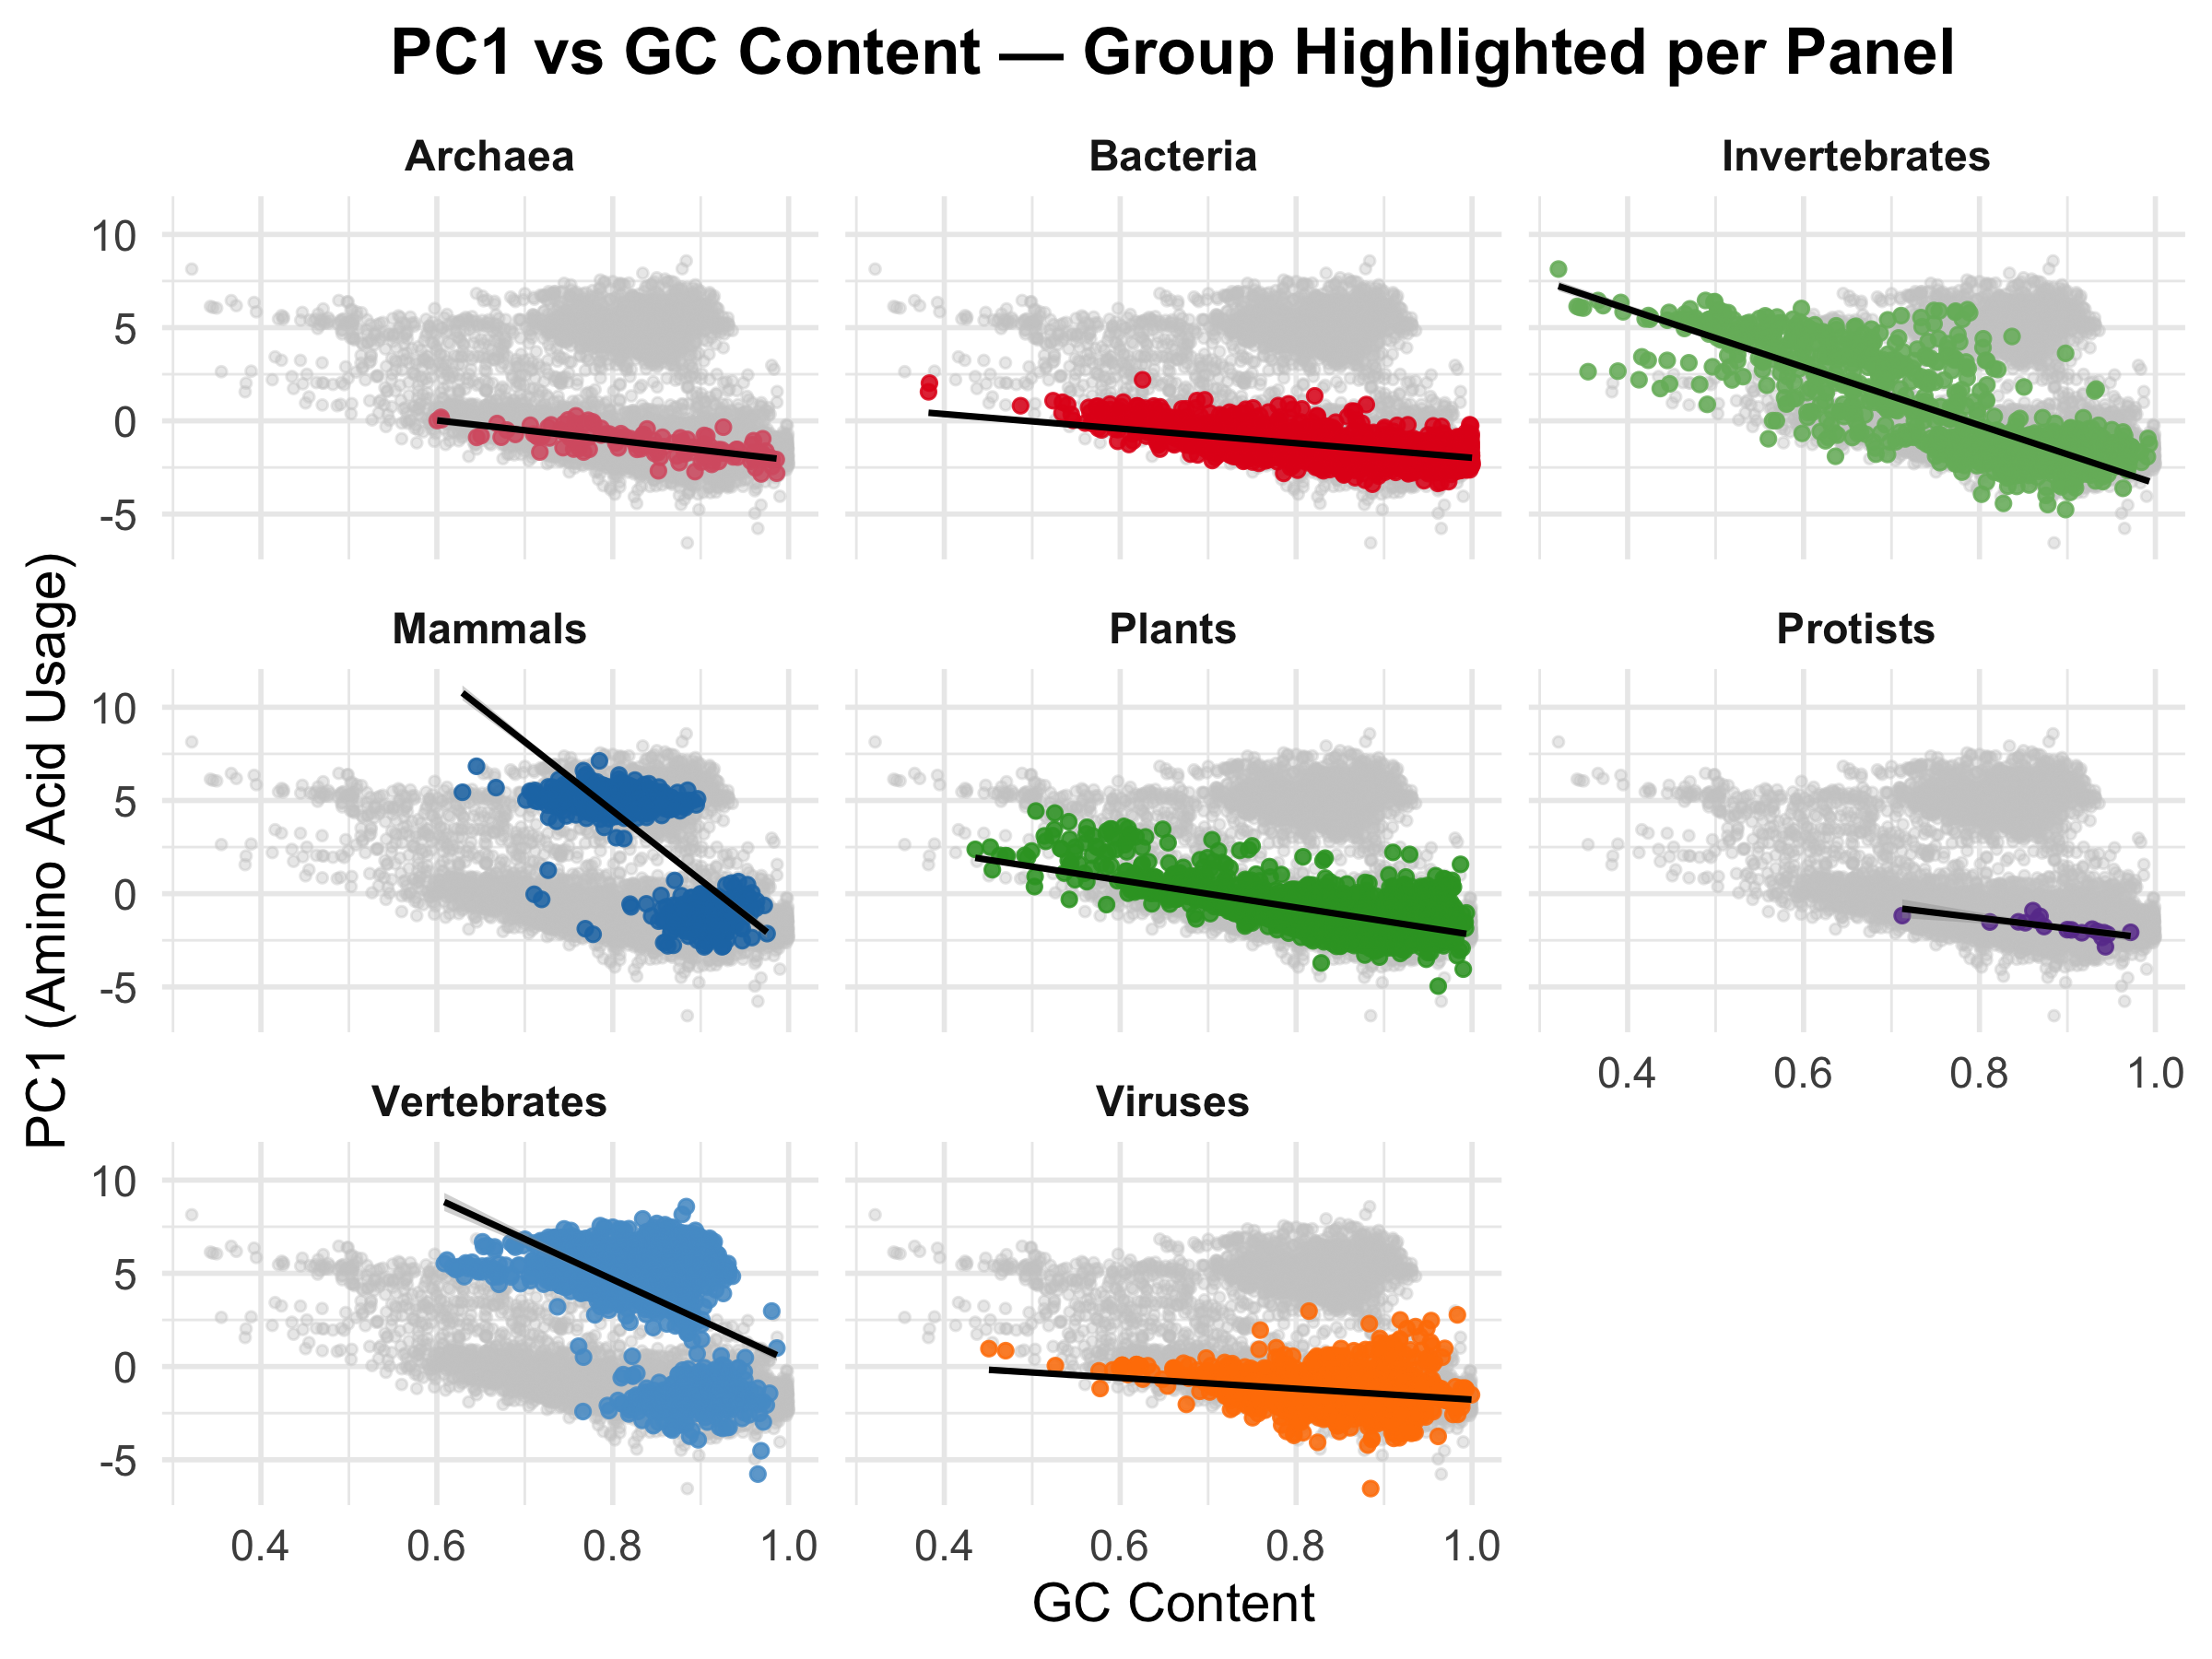 PC1 vs GC Content — Group Highlighted per Panel
Archaea
Bacteria
Invertebrates
10
5
0
-5
Mammals
Plants
Protists
10
5
0
-5
0.4 0.6 0.8 1.0
Vertebrates
Viruses
10
5
0
-5
0.4 0.6 0.8 1.0
0.4 0.6 0.8 1.0
GC Content
PC1 (Amino Acid Usage)